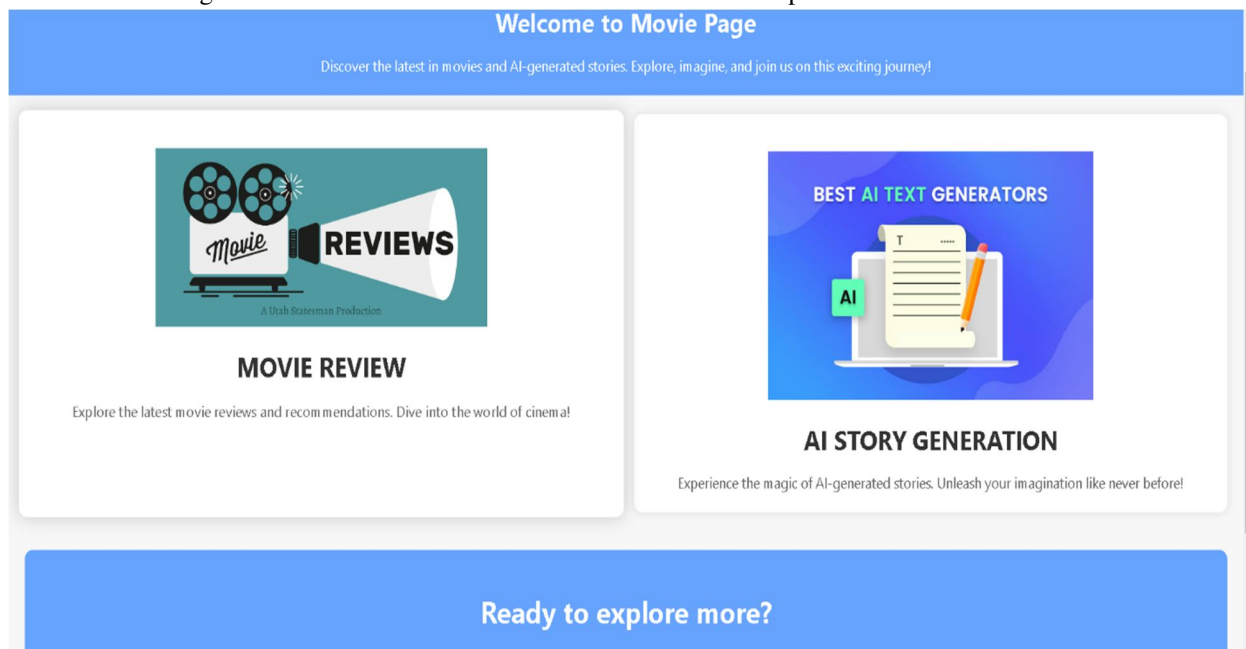 Welcome to Movie Page
Discover the latest in movies and AI-generated stories. Explore, imagine, and join us on this exciting journey!
Movie
REVIEWS
A Utah Statesman Production
MOVIE REVIEW
Explore the latest movie reviews and recommendations. Dive into the world of cinema!
BEST AI TEXT GENERATORS
T
AI
AI STORY GENERATION
Experience the magic of AI-generated stories. Unleash your imagination like never before!
Ready to explore more?